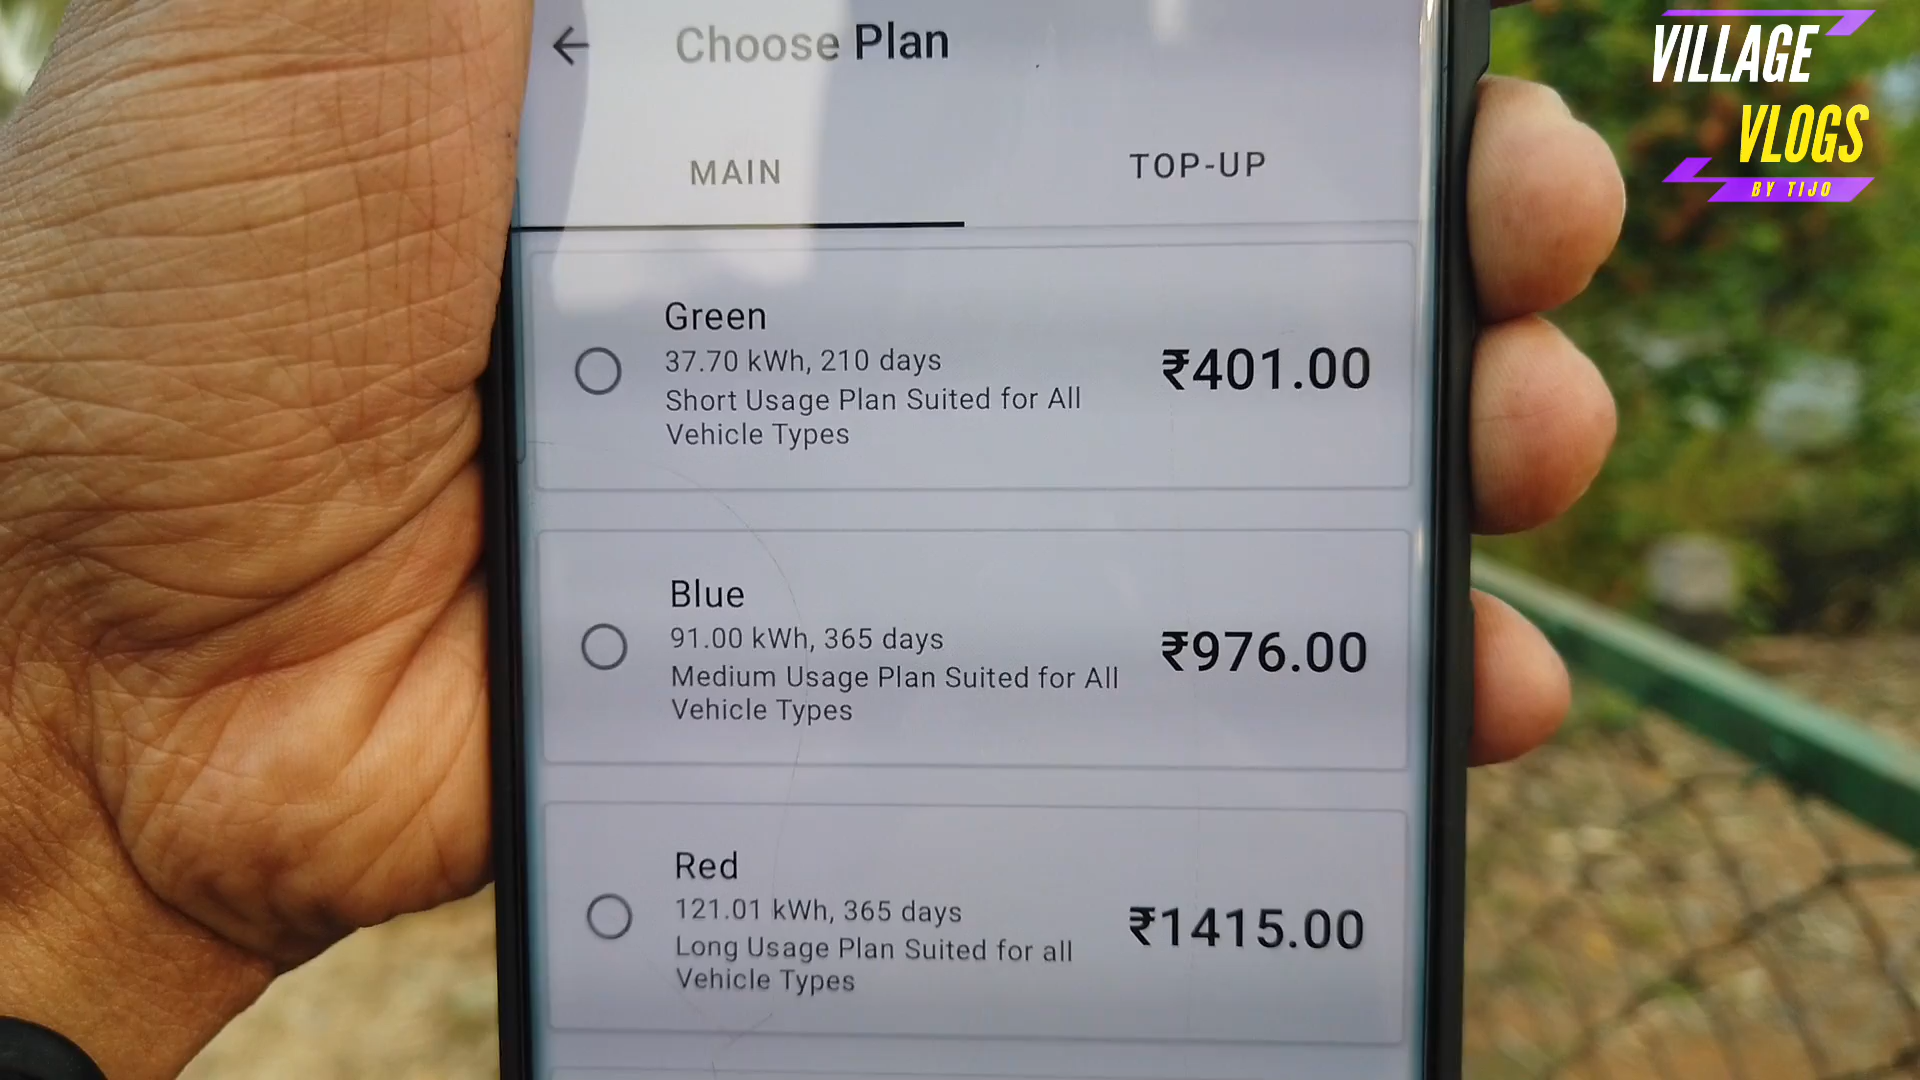 Choose Plan
MAIN
TOP-UP
Green
37.70 kWh, 210 days
Short Usage Plan Suited for All
Vehicle Types
₹401.00
Blue
91.00 kWh, 365 days
Medium Usage Plan Suited for All
Vehicle Types
₹976.00
Red
121.01 kWh, 365 days
Long Usage Plan Suited for all
Vehicle Types
₹1415.00
VILLAGE
VLOGS
BY TIJO